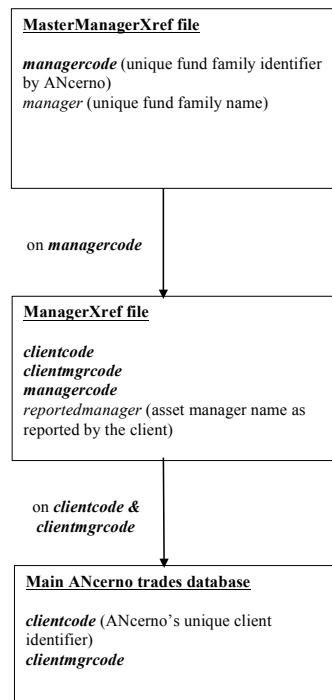 MasterManagerXref file
managercode (unique fund family identifier
by ANcerno)
manager (unique fund family name)
on managercode
ManagerXref file
clientcode
clientmgrcode
managercode
reportedmanager (asset manager name as
reported by the client)
on clientcode &
clientmgrcode
Main ANcerno trades database
clientcode (ANcerno's unique client
identifier)
clientmgrcode